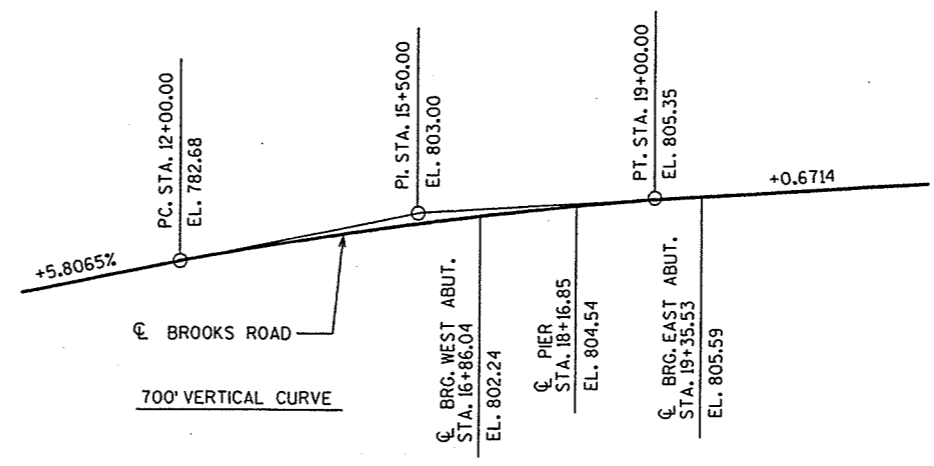 PC. STA. 12+00.00
EL. 782.68
PI. STA. 15+50.00
EL. 803.00
PT. STA. 19+00.00
EL. 805.35
+5.8065%
+0.6714
℄ BROOKS ROAD
700' VERTICAL CURVE
℄ BRG. WEST ABUT.
STA. 16+86.04
EL. 802.24
℄ PIER
STA. 18+16.85
EL. 804.54
℄ BRG. EAST ABUT.
STA. 19+35.53
EL. 805.59